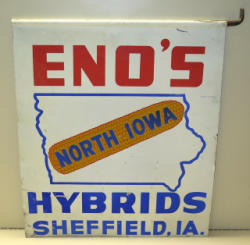 ENO'S
NORTH IOWA
HYBRIDS
SHEFFIELD, IA.